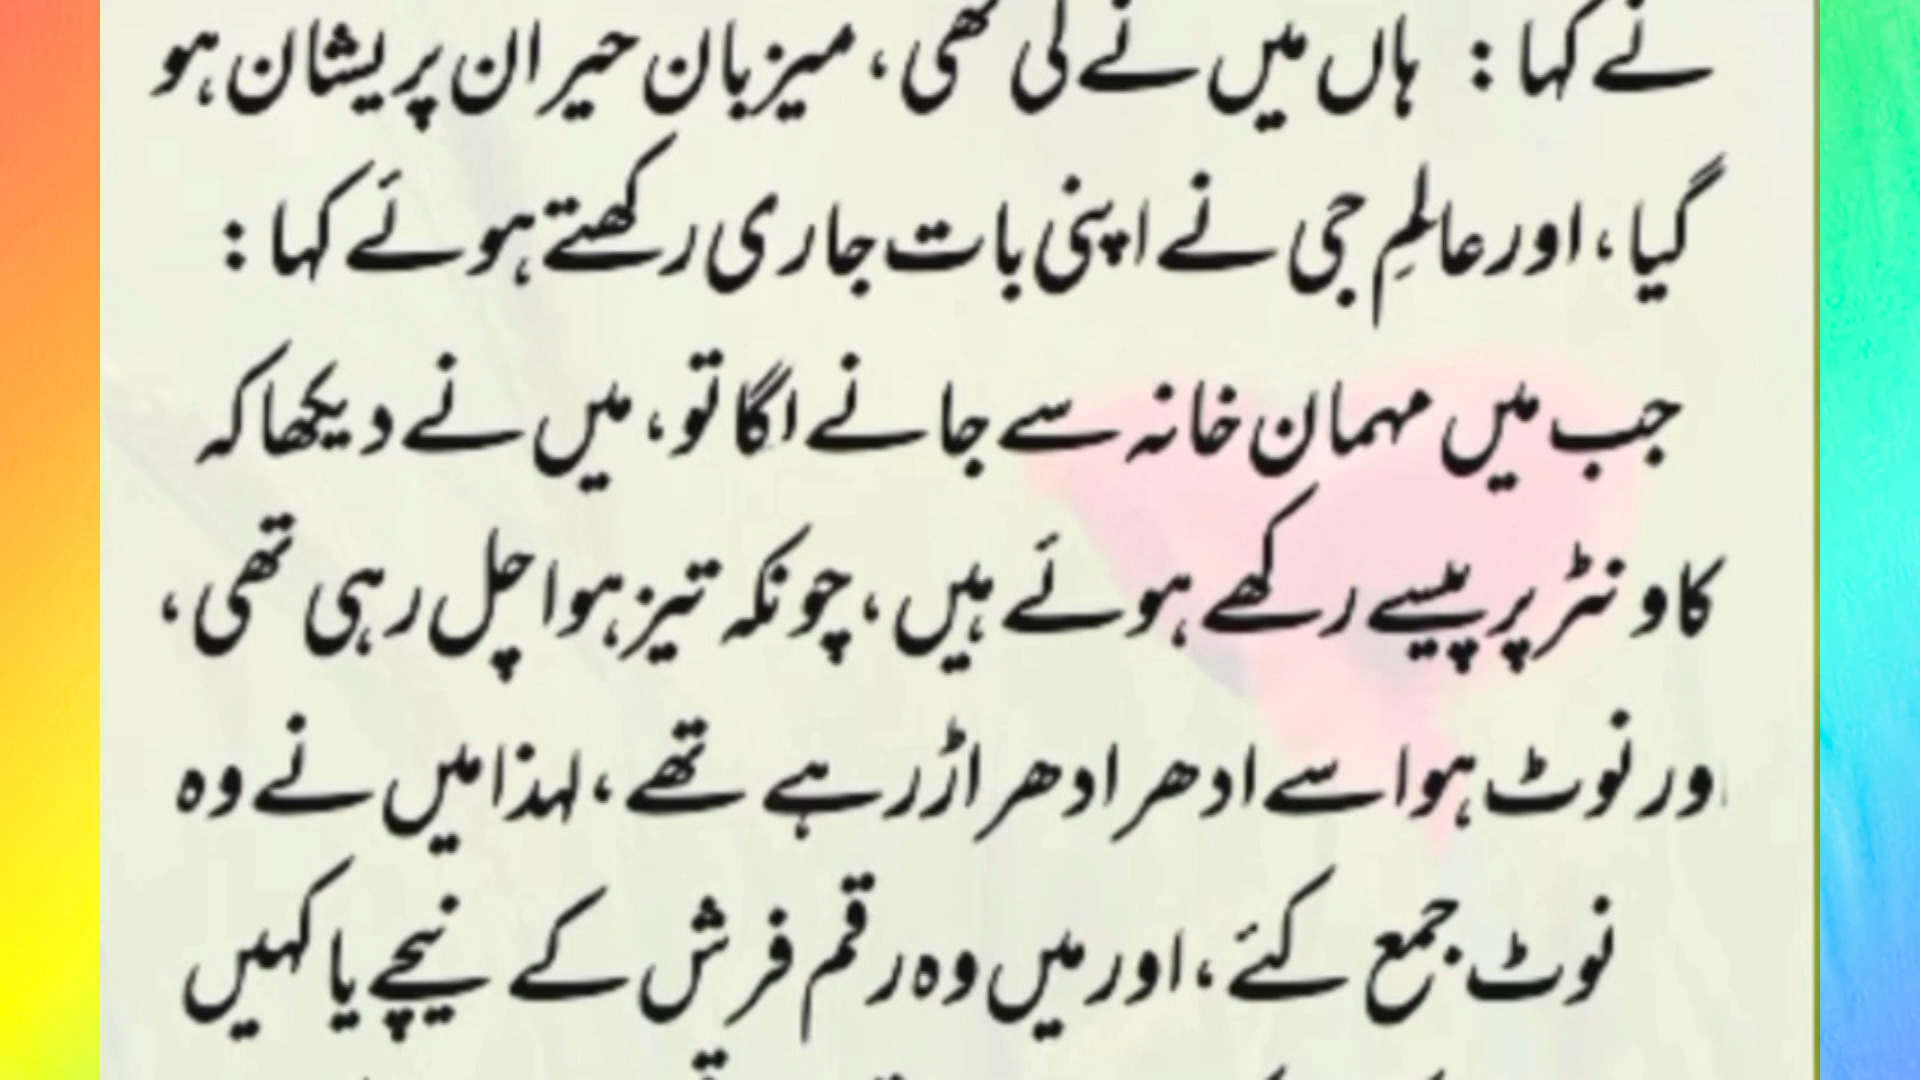 نے کہا: ہاں میں نے لی تھی، میزبان حیران پریشان ہو
گیا، اور عالمِ جی نے اپنی بات جاری رکھتے ہوئے کہا:
جب میں مہمان خانہ سے جانے لگا تو، میں نے دیکھا کہ
کاونٹر پر پیسے رکھے ہوئے ہیں، چونکہ تیز ہوا چل رہی تھی،
اور نوٹ ہوا سے ادھر ادھر اڑ رہے تھے، لہذا میں نے وہ
نوٹ جمع کئے، اور میں وہ رقم فرش کے نیچے یا کہیں